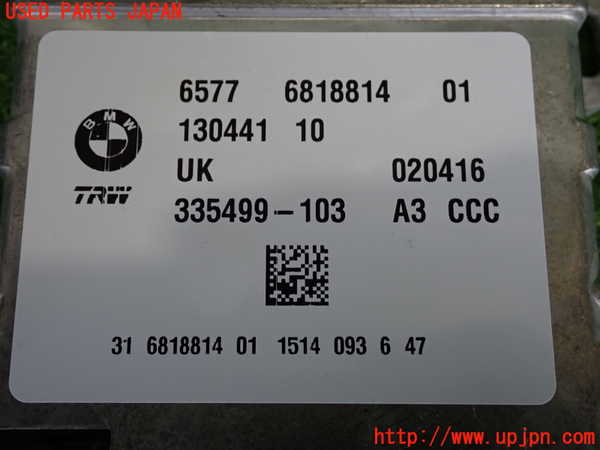 USED PARTS JAPAN
BMW
TRW
6577 6818814 01
130441 10
UK 020416
335499-103 A3 CCC
31 6818814 01 1514 093 6 47
http://www.upjpn.com